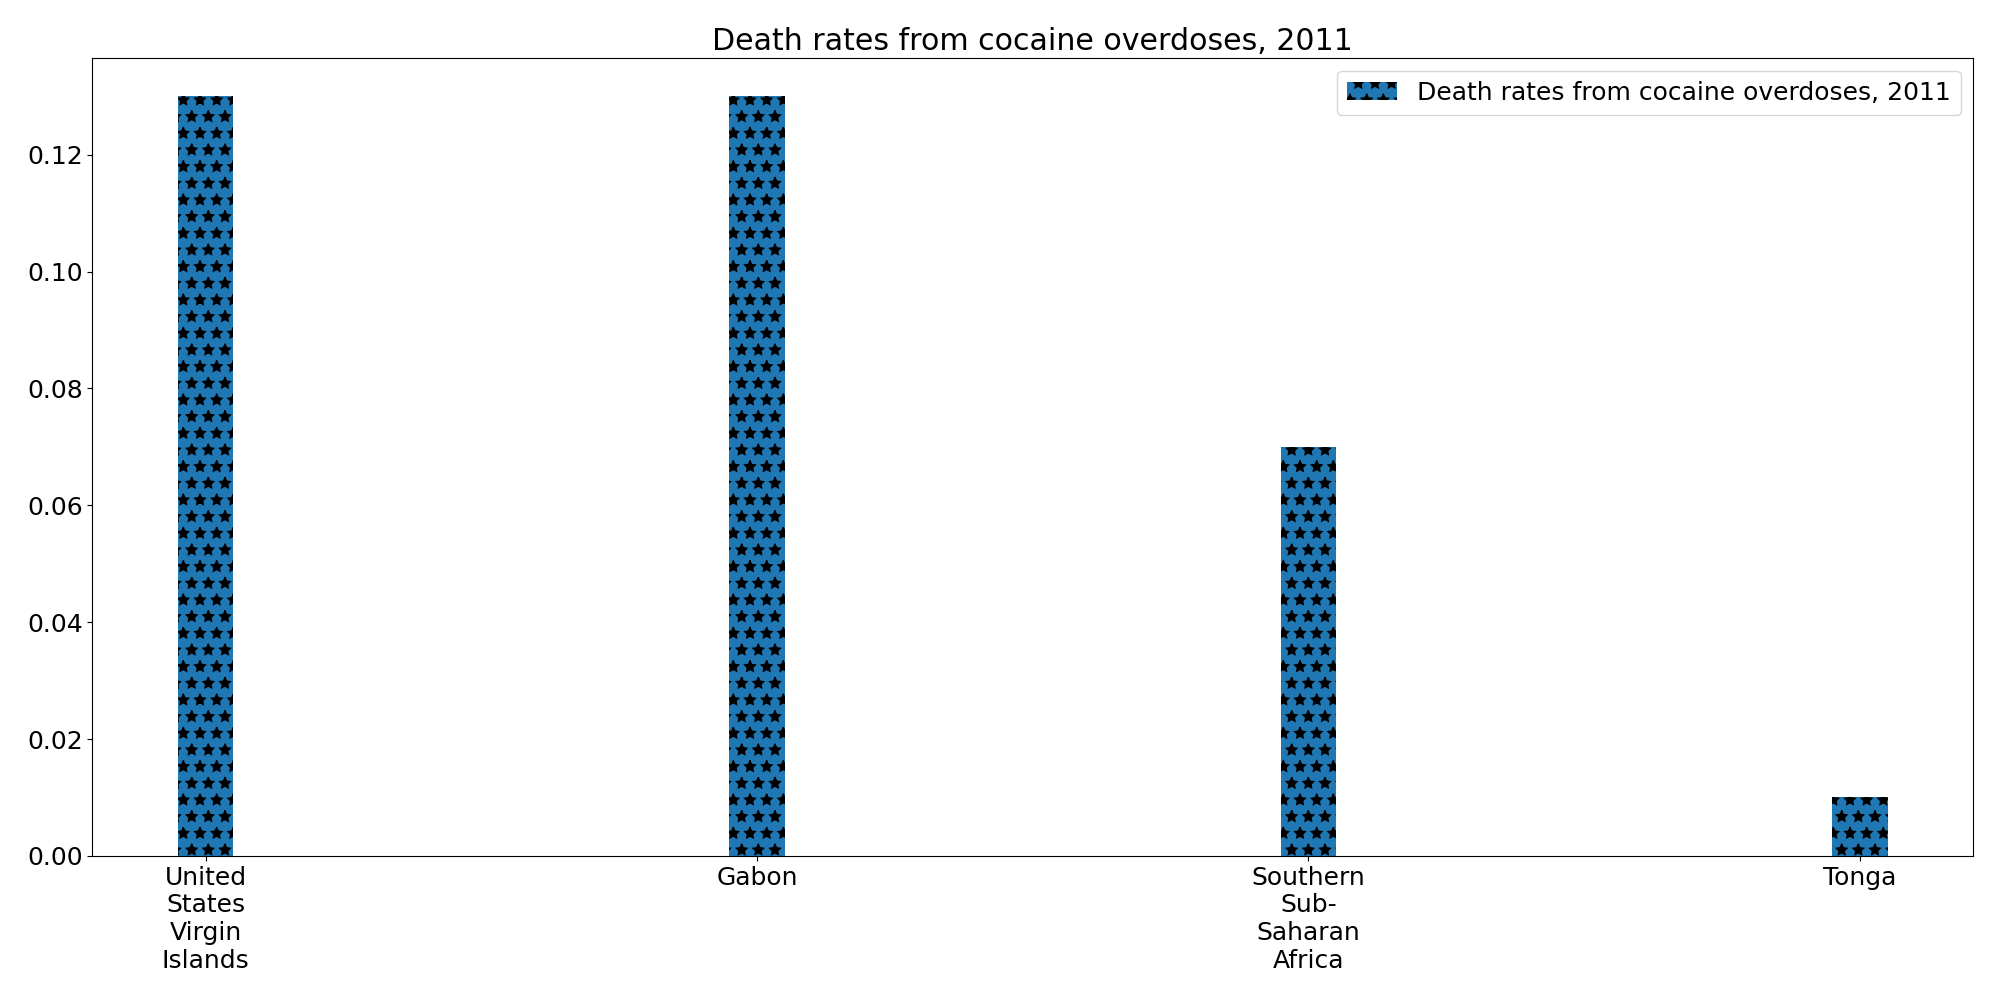 Death rates from cocaine overdoses, 2011
Death rates from cocaine overdoses, 2011
0.12
0.10
0.08
0.06
0.04
0.02
0.00
United
States
Virgin
Islands
Gabon
Southern
Sub-
Saharan
Africa
Tonga